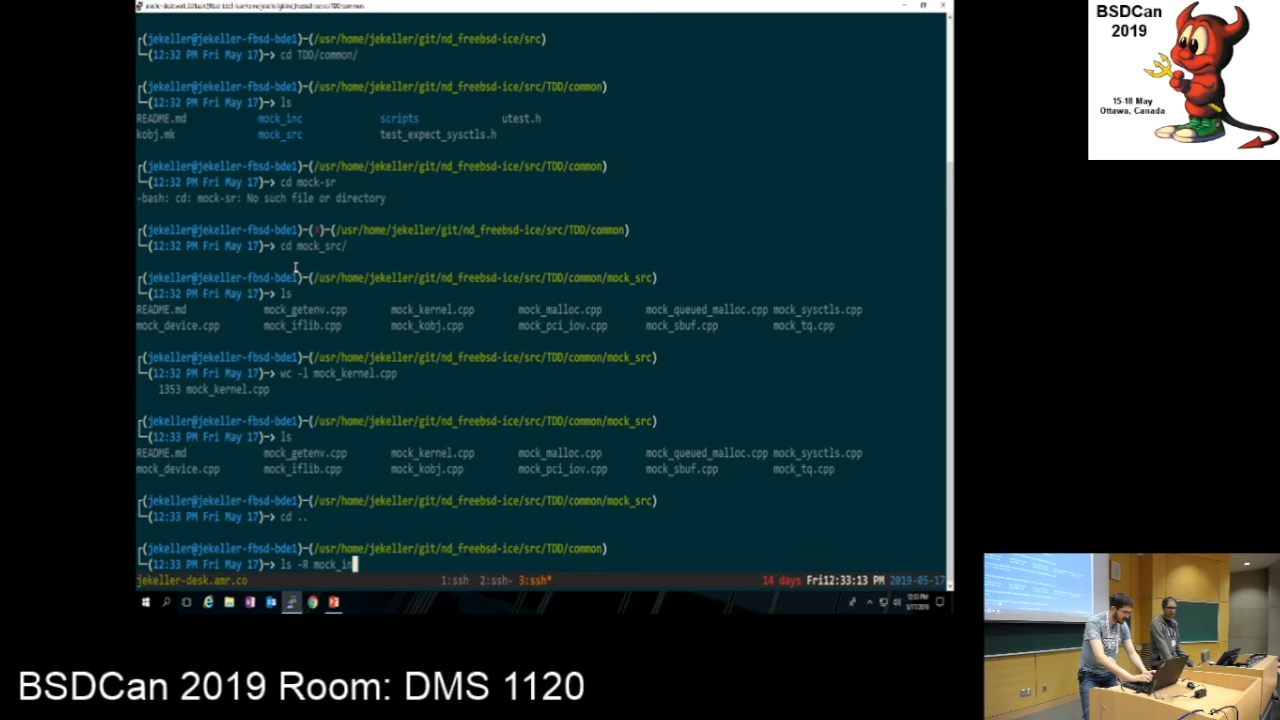 BSDCan
2019
15-18 May
Ottawa, Canada
(jekeller@jekeller-fbsd-bde1)-(/usr/home/jekeller/git/nd_freebsd-ice/src)
(12:32 PM Fri May 17)-> cd TDD/common/
(jekeller@jekeller-fbsd-bde1)-(/usr/home/jekeller/git/nd_freebsd-ice/src/TDD/common)
(12:32 PM Fri May 17)-> ls
README.md mock_inc scripts utest.h
kobj.mk mock_src test_expect_sysctls.h
(jekeller@jekeller-fbsd-bde1)-(/usr/home/jekeller/git/nd_freebsd-ice/src/TDD/common)
(12:32 PM Fri May 17)-> cd mock-sr
-bash: cd: mock-sr: No such file or directory
(jekeller@jekeller-fbsd-bde1)-( )-(/usr/home/jekeller/git/nd_freebsd-ice/src/TDD/common)
(12:32 PM Fri May 17)-> cd mock_src/
(jekeller@jekeller-fbsd-bde1)-(/usr/home/jekeller/git/nd_freebsd-ice/src/TDD/common/mock_src)
(12:32 PM Fri May 17)-> ls
README.md mock_getenv.cpp mock_kernel.cpp mock_malloc.cpp mock_queued_malloc.cpp mock_sysctls.cpp
mock_device.cpp mock_iflib.cpp mock_kobj.cpp mock_pci_iov.cpp mock_sbuf.cpp mock_tq.cpp
(jekeller@jekeller-fbsd-bde1)-(/usr/home/jekeller/git/nd_freebsd-ice/src/TDD/common/mock_src)
(12:32 PM Fri May 17)-> wc -l mock_kernel.cpp
1353 mock_kernel.cpp
(jekeller@jekeller-fbsd-bde1)-(/usr/home/jekeller/git/nd_freebsd-ice/src/TDD/common/mock_src)
(12:33 PM Fri May 17)-> ls
README.md mock_getenv.cpp mock_kernel.cpp mock_malloc.cpp mock_queued_malloc.cpp mock_sysctls.cpp
mock_device.cpp mock_iflib.cpp mock_kobj.cpp mock_pci_iov.cpp mock_sbuf.cpp mock_tq.cpp
(jekeller@jekeller-fbsd-bde1)-(/usr/home/jekeller/git/nd_freebsd-ice/src/TDD/common/mock_src)
(12:33 PM Fri May 17)-> cd ..
(jekeller@jekeller-fbsd-bde1)-(/usr/home/jekeller/git/nd_freebsd-ice/src/TDD/common)
(12:33 PM Fri May 17)-> ls -R mock_in
jekeller-desk.amr.co 1:ssh 2:ssh- 3:ssh* 14 days Fri12:33:13 PM 2019-05-17
BSDCan 2019 Room: DMS 1120